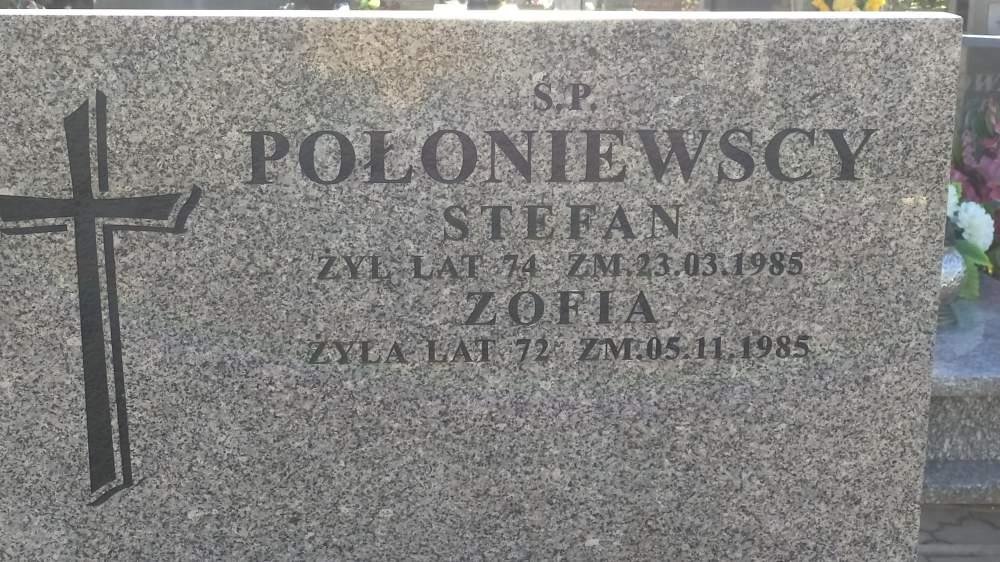 Ś.P.
POŁONIEWSCY
STEFAN
ŻYŁ LAT 74 ZM.23.03.1985
ZOFIA
ŻYŁA LAT 72 ZM.05.11.1985